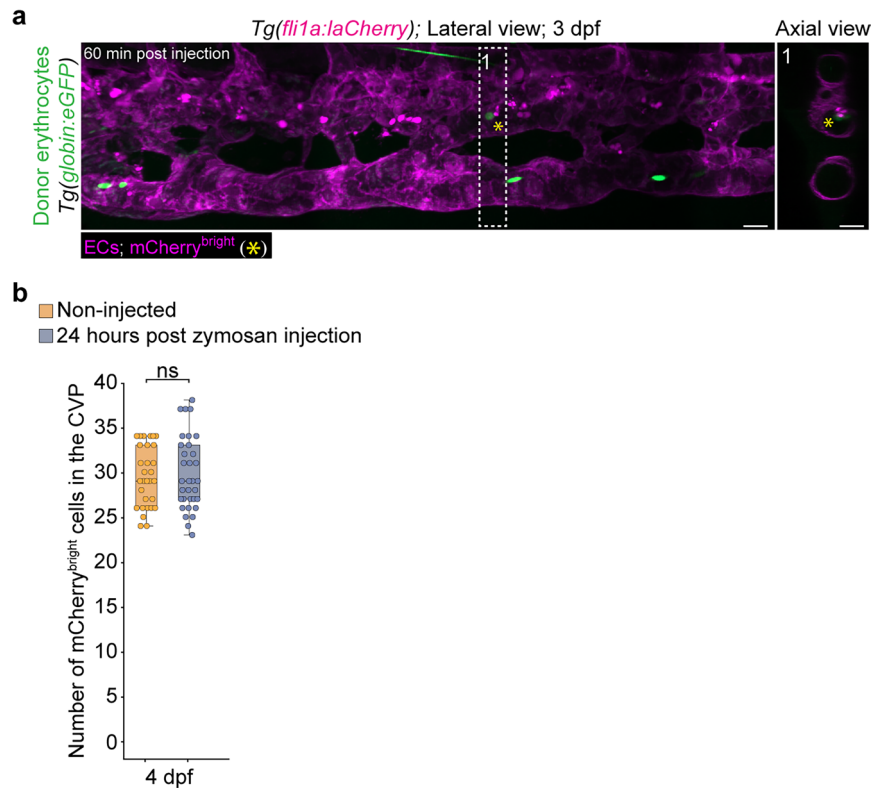 a
Tg(fli1a:laCherry); Lateral view; 3 dpf
Axial view
Donor erythrocytes
Tg(globin:eGFP)
60 min post injection
1
*
1
*
ECs; mCherrybright (*)
b
Non-injected
24 hours post zymosan injection
ns
Number of mCherrybright cells in the CVP
40
35
30
25
20
15
10
5
0
4 dpf